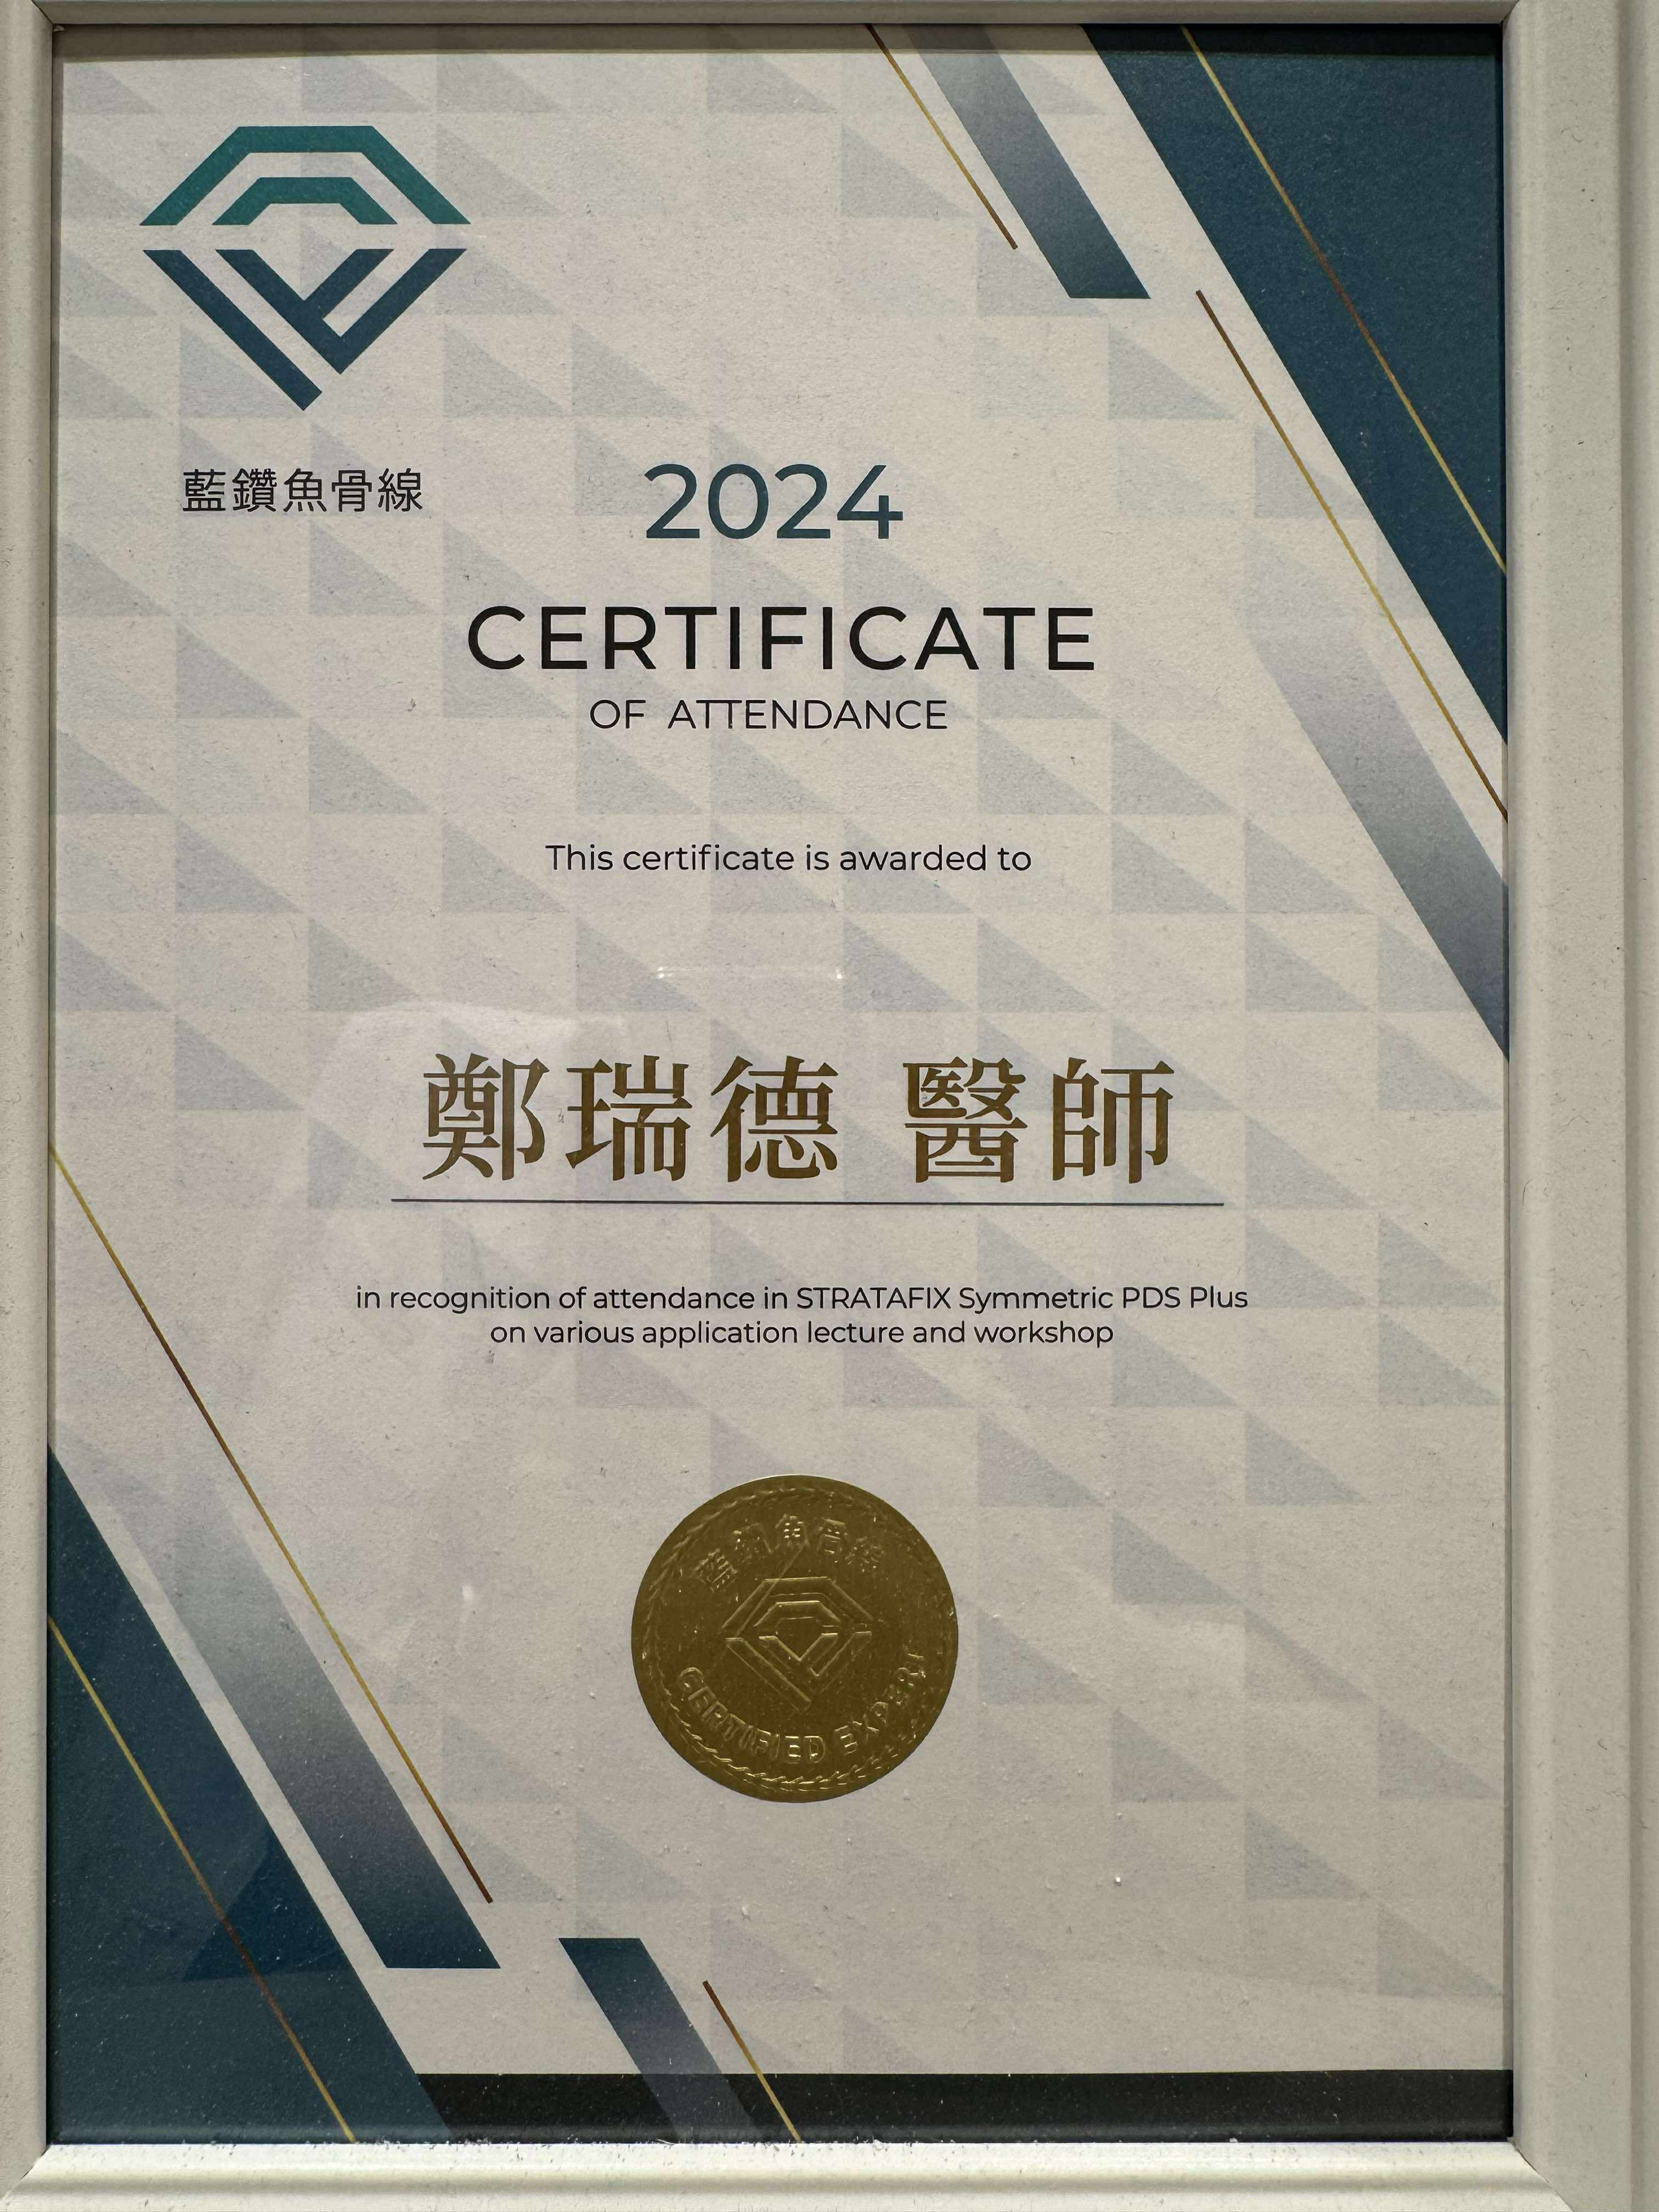 藍鑽魚骨線
2024
CERTIFICATE
OF ATTENDANCE
This certificate is awarded to
鄭瑞德 醫師
in recognition of attendance in STRATAFIX Symmetric PDS Plus
on various application lecture and workshop
藍鑽魚骨線
CERTIFIED EXPERT